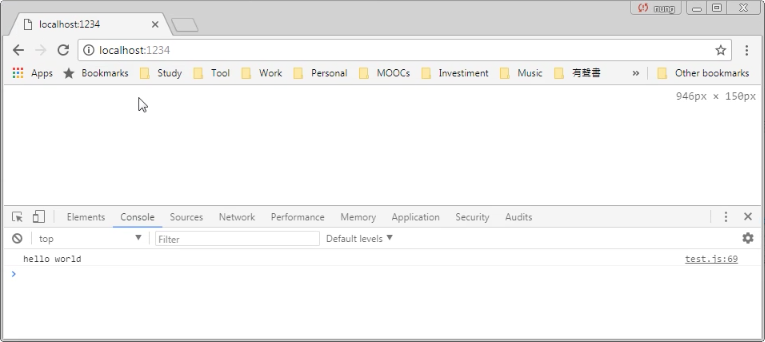 nung
localhost:1234
localhost:1234
Apps Bookmarks Study Tool Work Personal MOOCs Investiment Music 有聲書 » Other bookmarks
946px × 150px
Elements Console Sources Network Performance Memory Application Security Audits
top Filter Default levels
hello world test.js:69
>